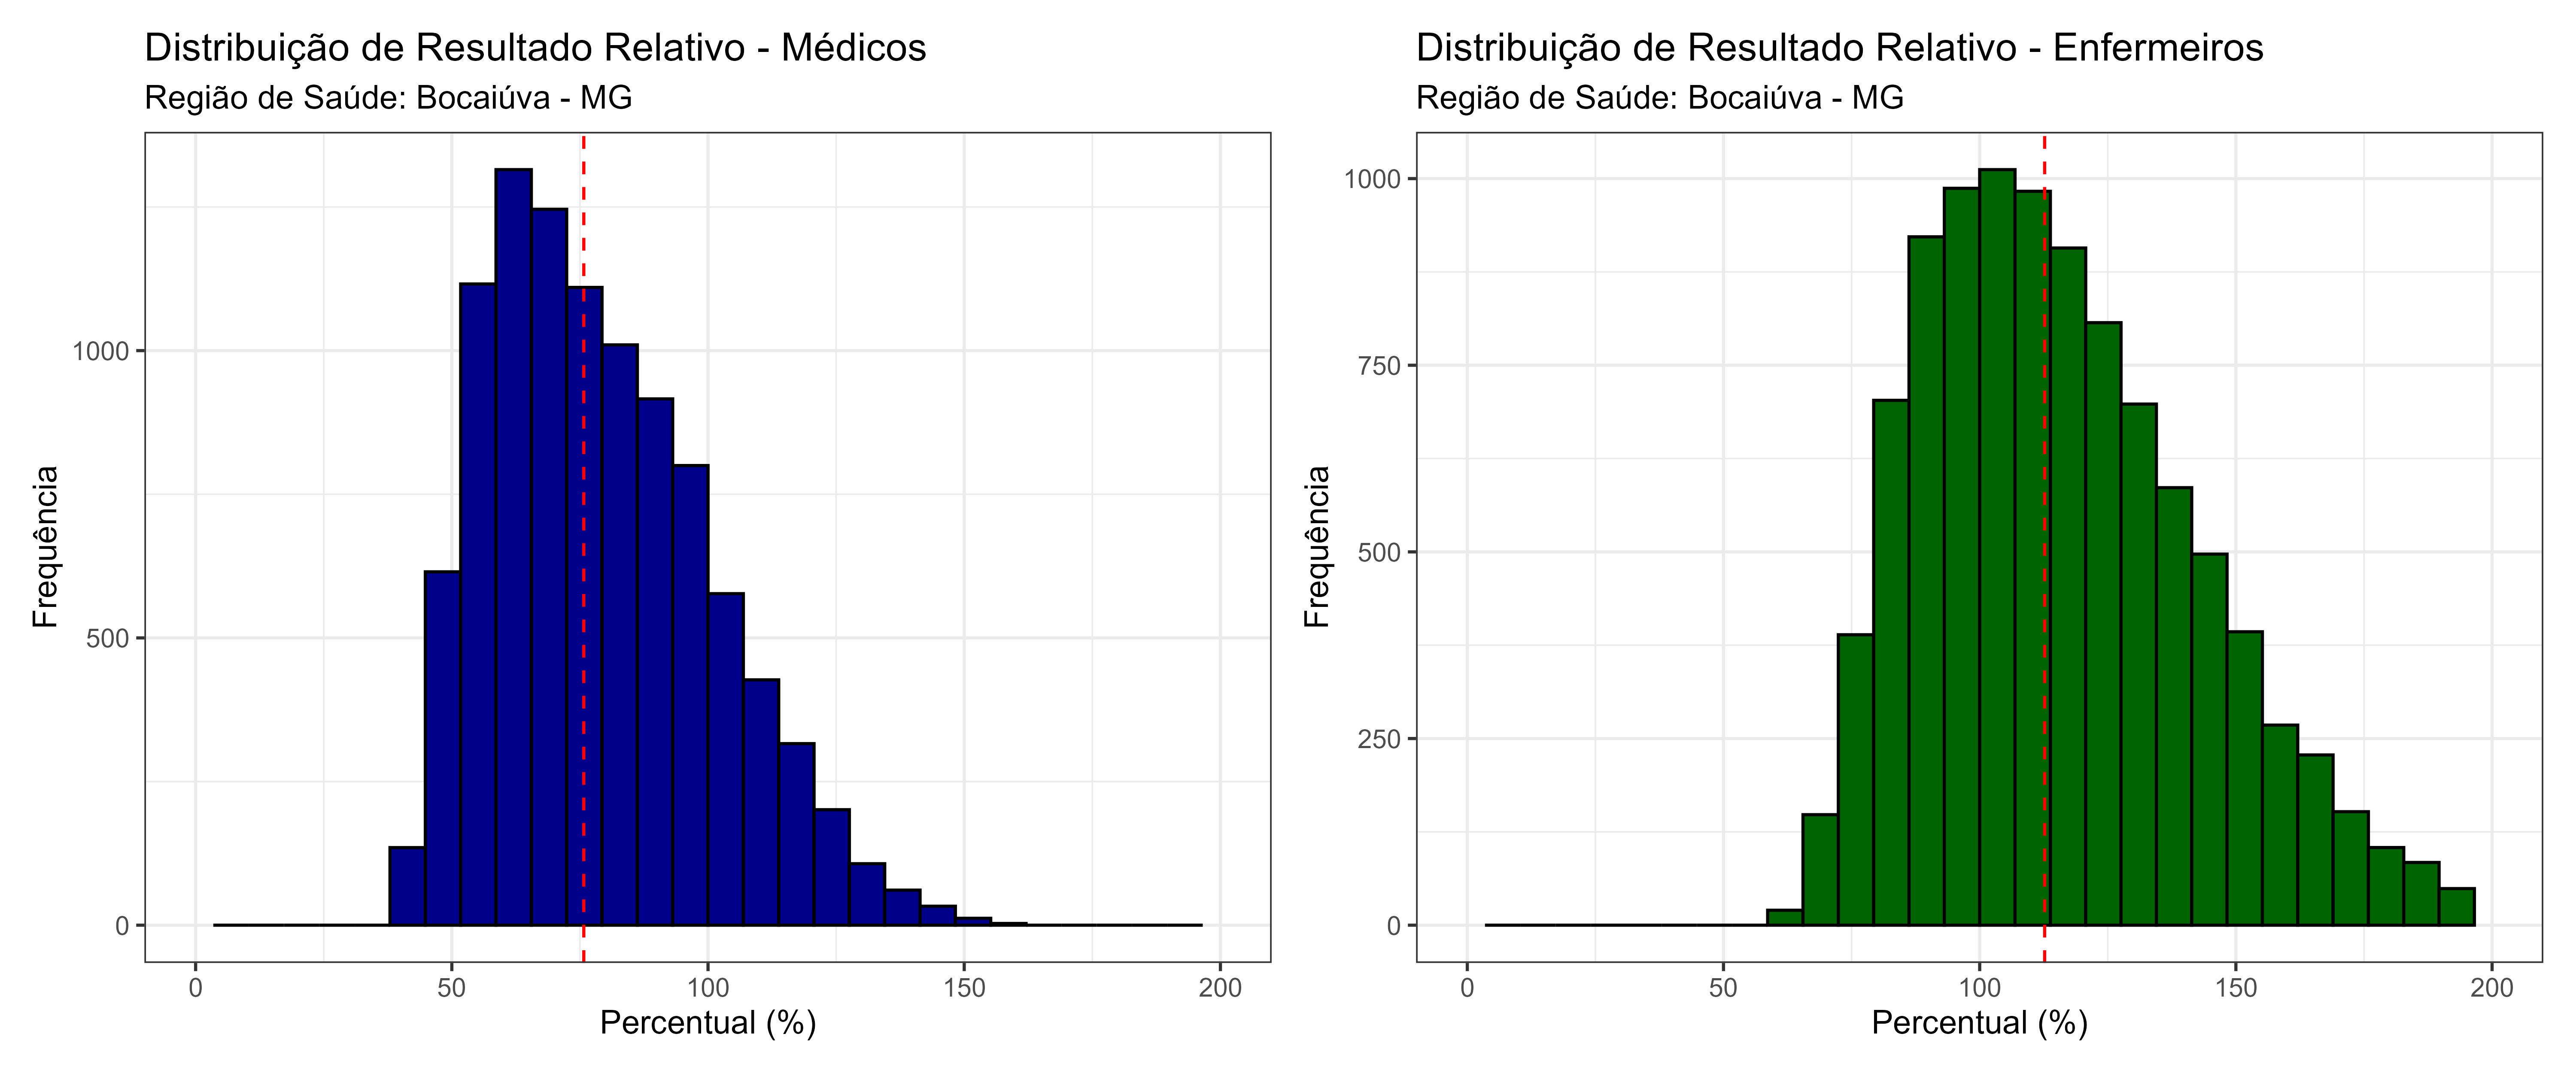 Distribuição de Resultado Relativo - Médicos
Região de Saúde: Bocaiúva - MG
Frequência
1000
500
0
0 50 100 150 200
Percentual (%)
Distribuição de Resultado Relativo - Enfermeiros
Região de Saúde: Bocaiúva - MG
Frequência
1000
750
500
250
0
0 50 100 150 200
Percentual (%)